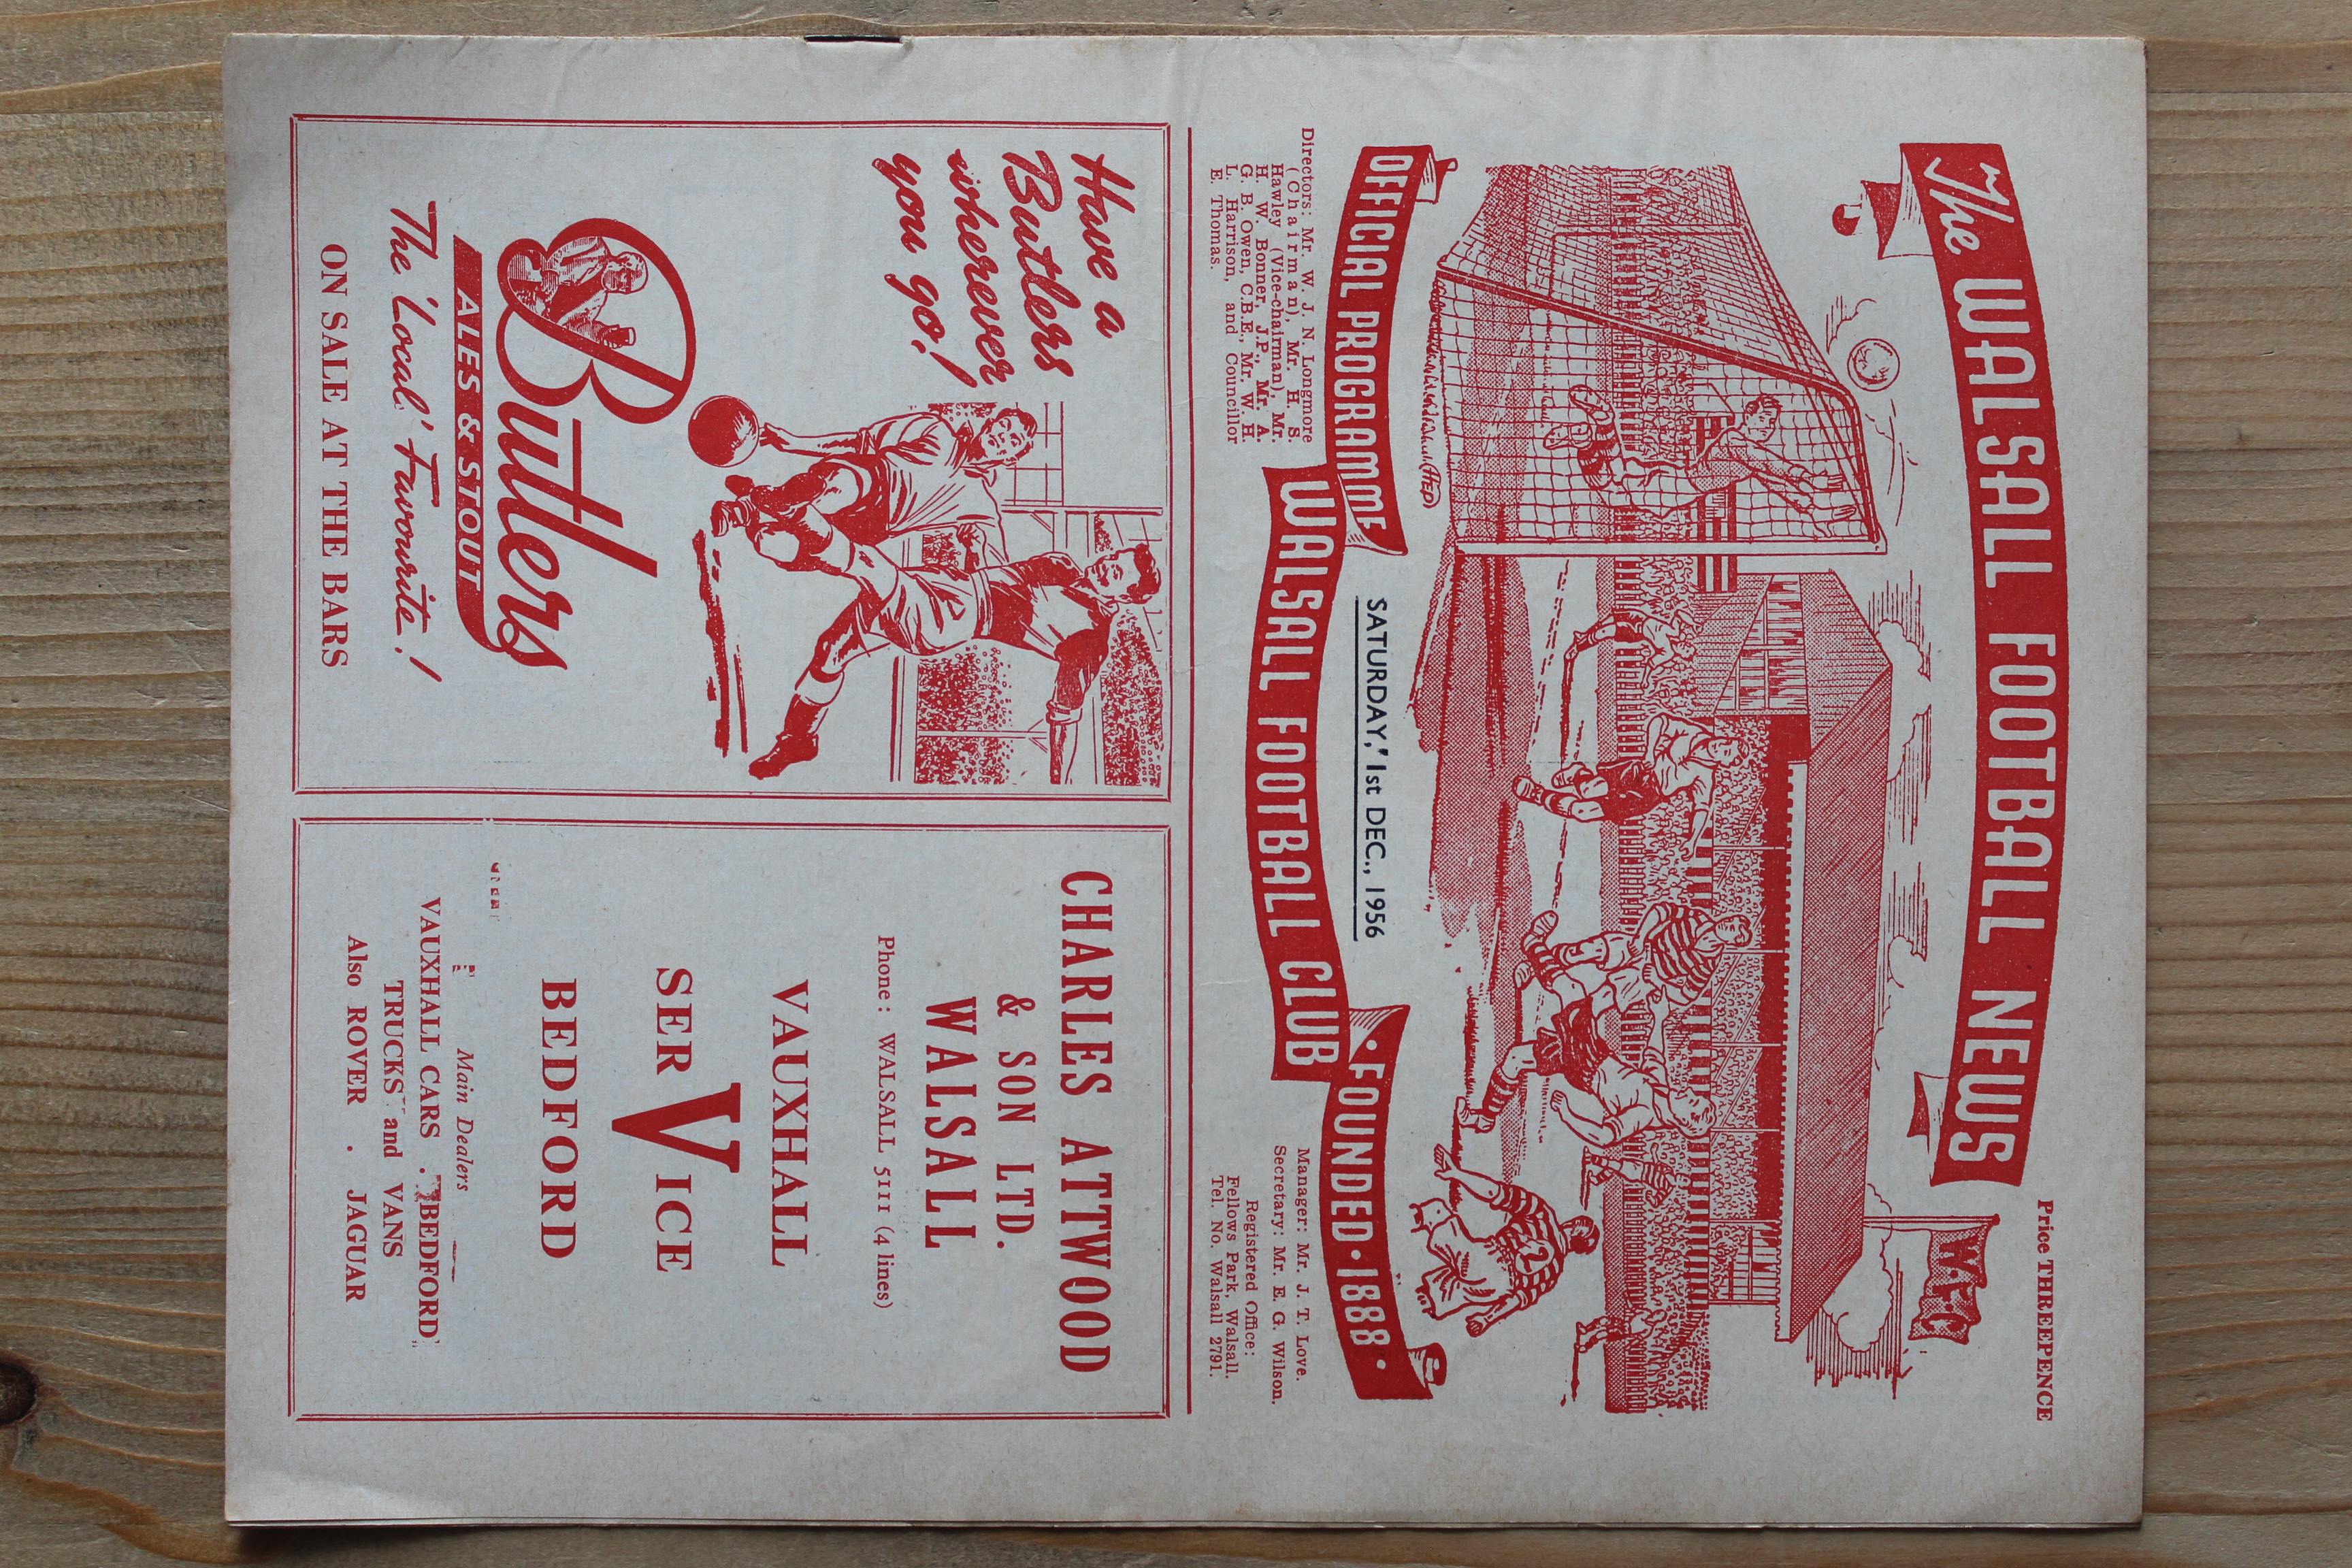 Price THREEPENCE
The WALSALL FOOTBALL NEWS
W.F.C
2
OFFICIAL PROGRAMME
SATURDAY, 1st DEC., 1956
WALSALL FOOTBALL CLUB
• FOUNDED • 1888 •
Directors: Mr. W. J. N. Longmore
(Chairman), Mr. H. S.
Hawley (Vice-chairman), Mr.
H. W. Bonner, J.P., Mr. A.
G. B. Owen, C.B.E., Mr. W. H.
L. Harrison, and Councillor
E. Thomas.
Manager: Mr. J. T. Love.
Secretary: Mr. E. G. Wilson.
Registered Office:
Fellows Park, Walsall.
Tel. No. Walsall 2791.
Have a
Butlers
wherever
you go!
Butlers
ALES & STOUT
The 'Local' Favourite!
ON SALE AT THE BARS
CHARLES ATTWOOD
& SON LTD.
WALSALL
Phone: WALSALL 5111 (4 lines)
VAUXHALL
SERVICE
BEDFORD
Main Dealers
VAUXHALL CARS . BEDFORD
TRUCKS and VANS
Also ROVER . JAGUAR